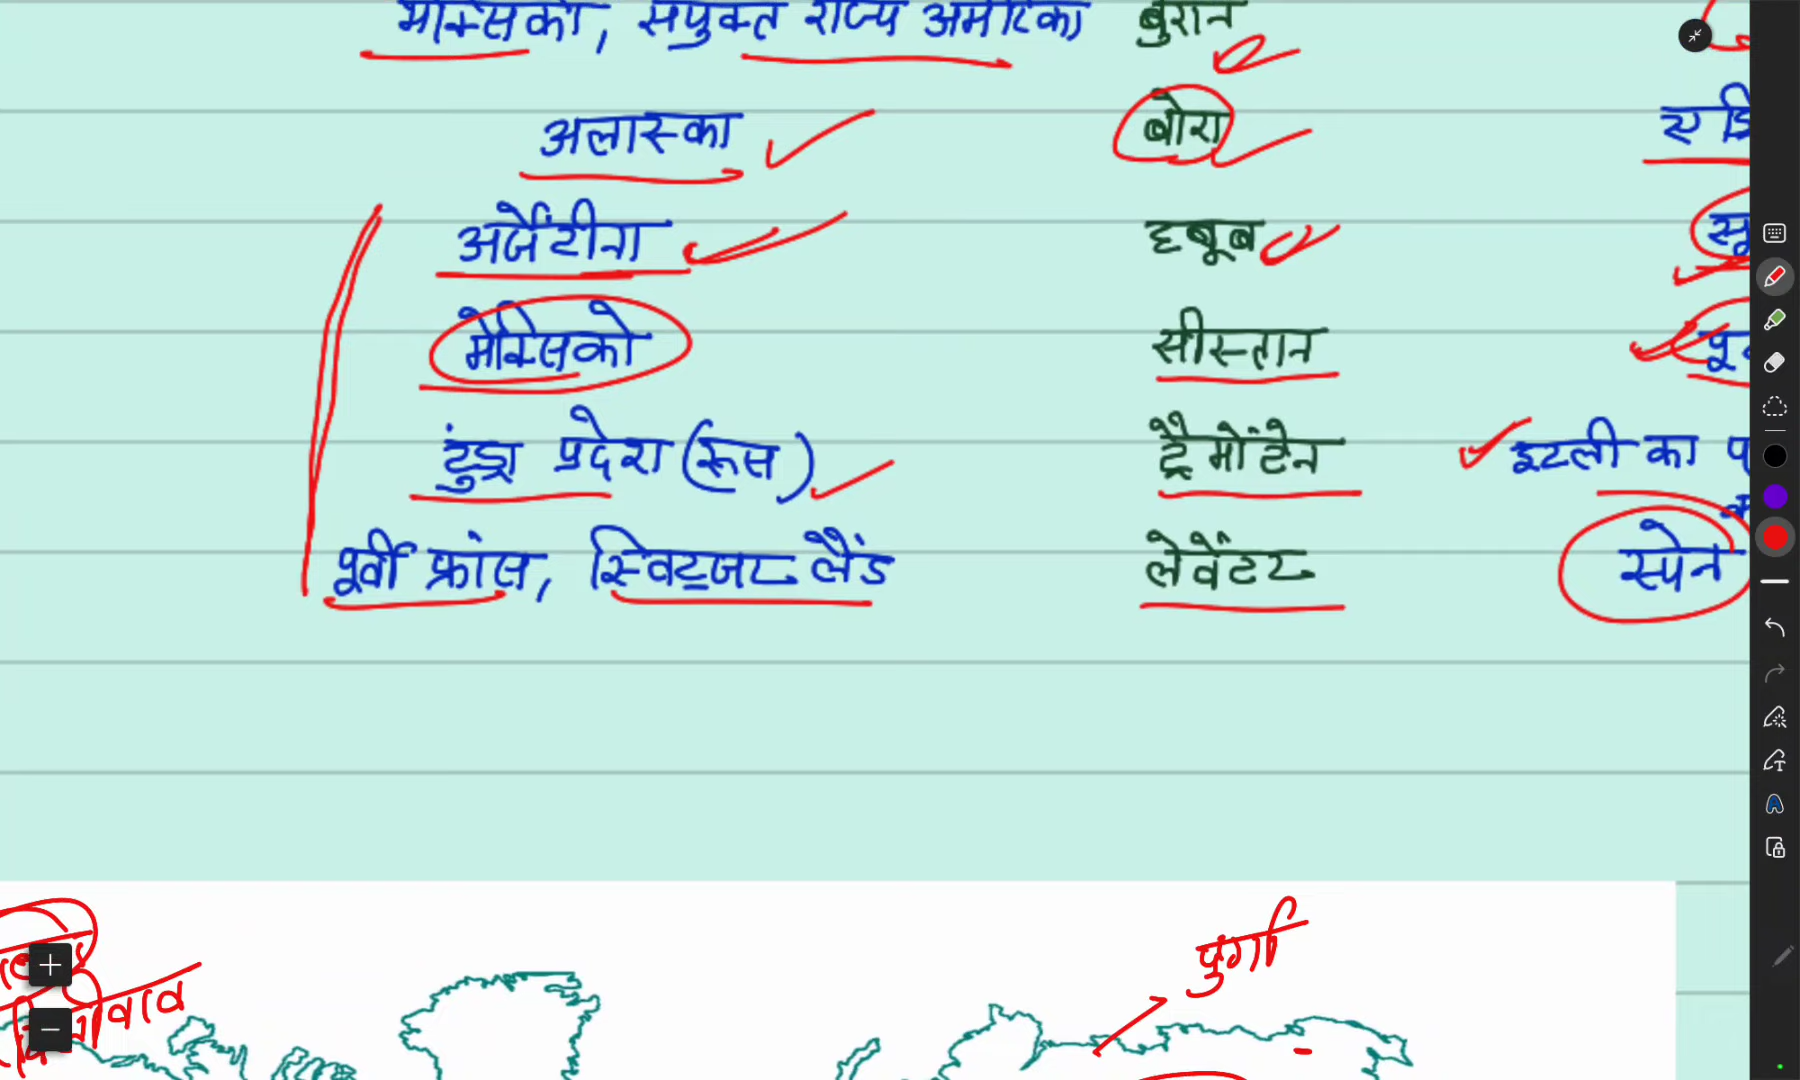 मैक्सिको, संयुक्त राज्य अमेरिका बुरान
अलास्का बोरा
अर्जेंटीना हबूब
मैक्सिको सीस्तान
टुंड्रा प्रदेश (रूस) ट्रैमोंटेन इटली का
पूर्वी फ्रांस, स्विट्जरलैंड लेवेंटर स्पेन
पुर्गा